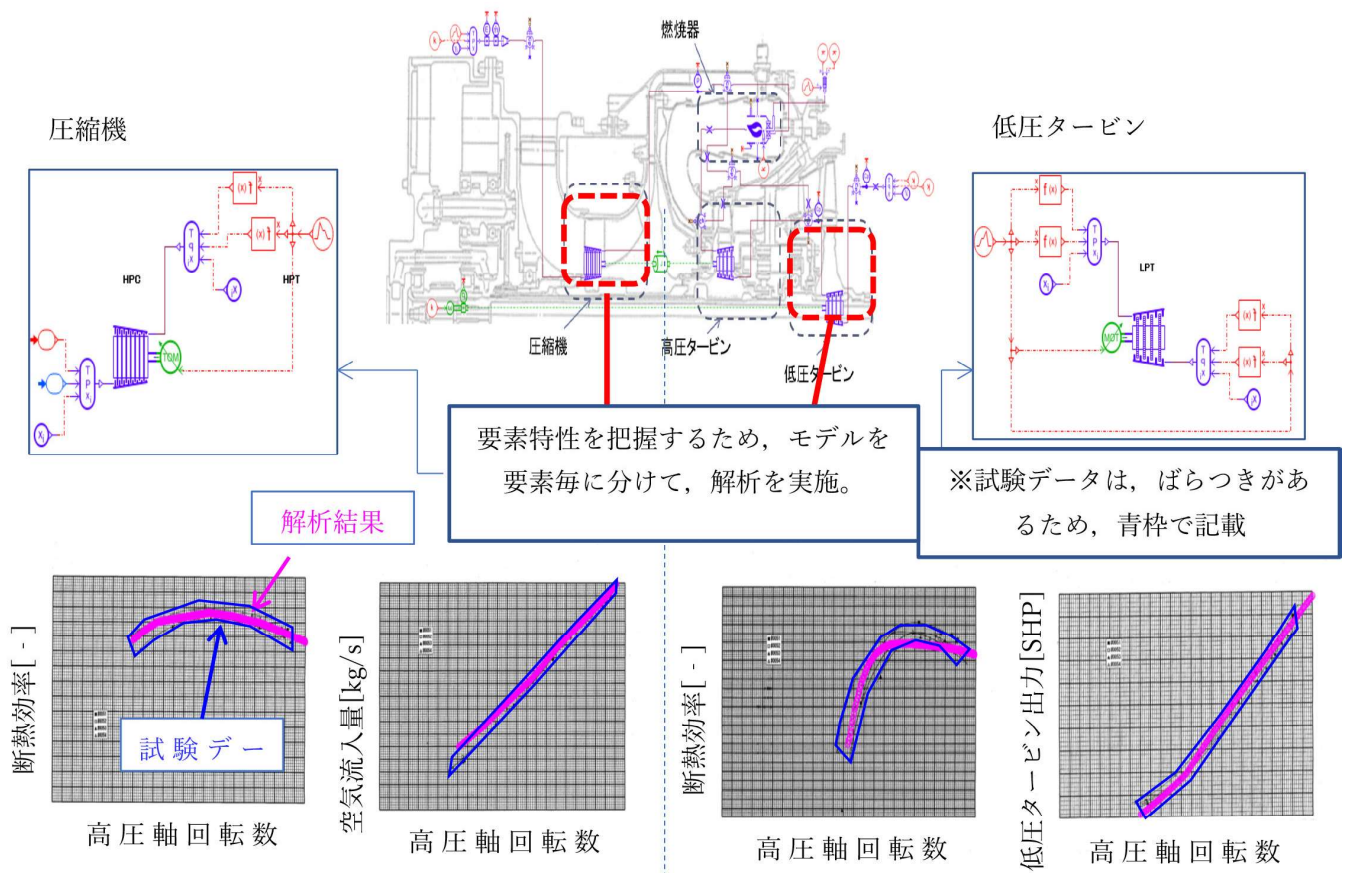 燃焼器
圧縮機
低圧タービン
HPC
HPT
LPT
T
q
X
T
P
Xi
Xi
T
P
Xi
Xi
f(x)
f(x)
圧縮機
高圧タービン
低圧タービン
要素特性を把握するため，モデルを
要素毎に分けて，解析を実施。
※試験データは，ばらつきがあ
るため，青枠で記載
解析結果
試験デー
断熱効率[ - ]
高圧軸回転数
空気流入量[kg/s]
高圧軸回転数
断熱効率[ - ]
高圧軸回転数
低圧タービン出力[SHP]
高圧軸回転数